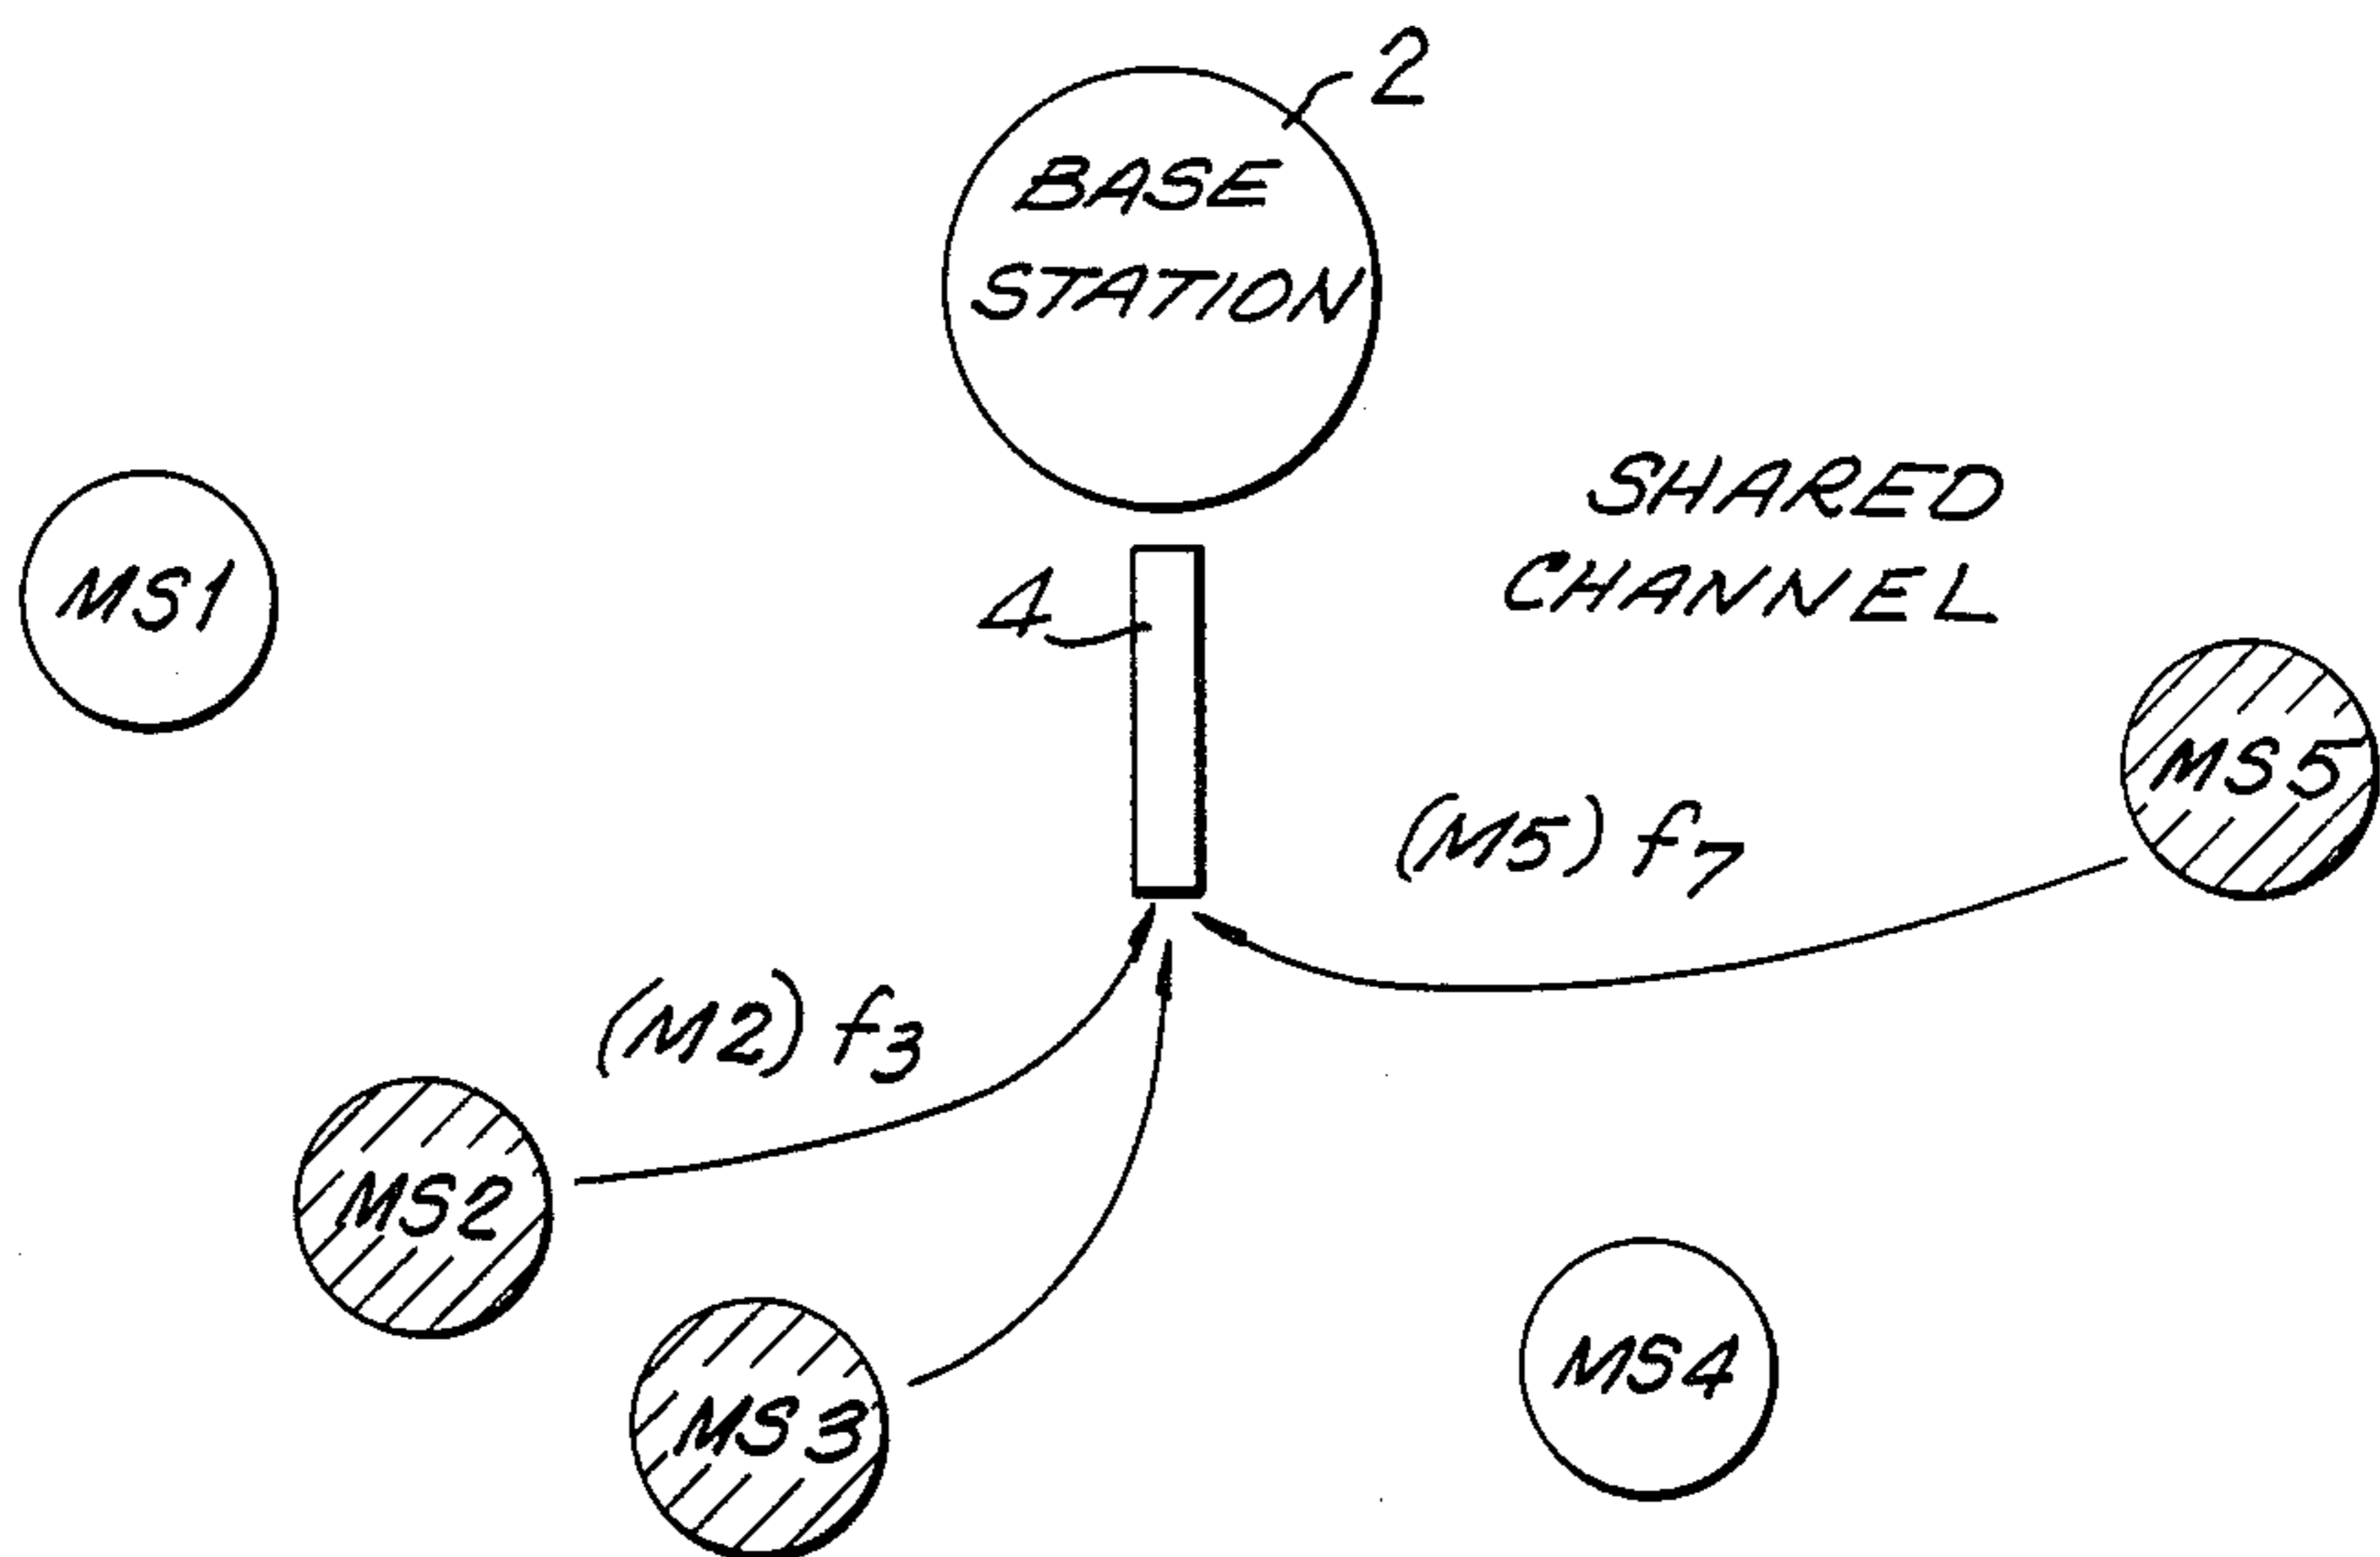 2
BASE
STATION
SHARED
CHANNEL
MS1
4
MS5
(M5) f7
(M2) f3
MS2
MS3
MS4